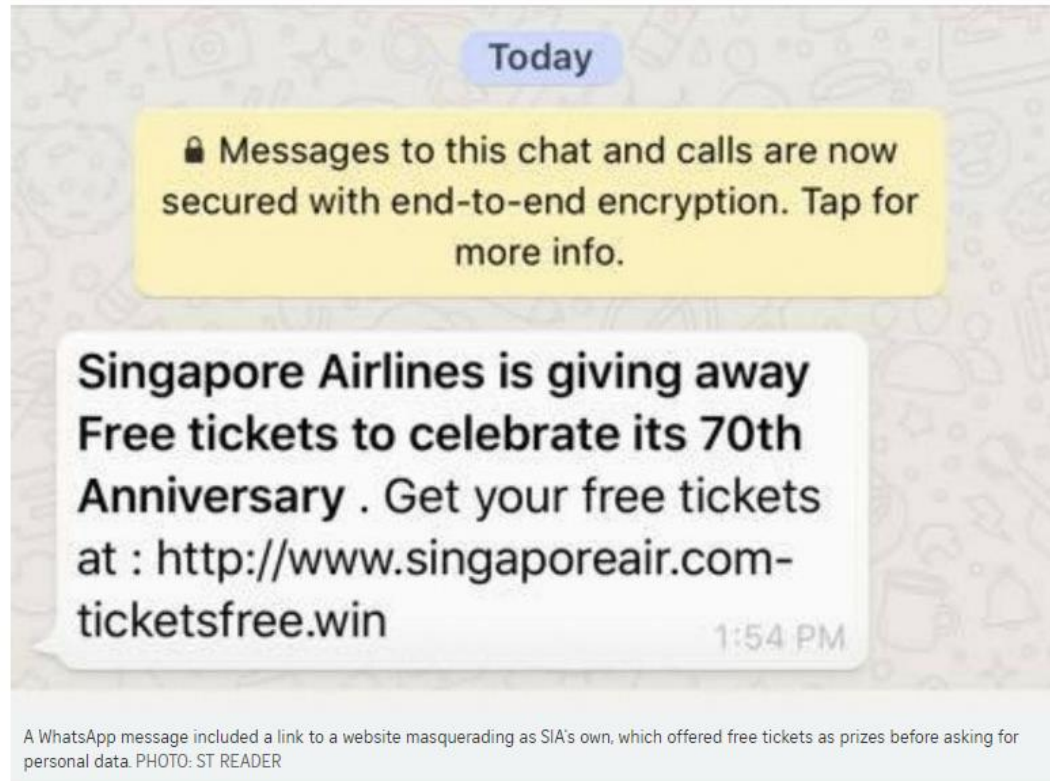 Today
Messages to this chat and calls are now
secured with end-to-end encryption. Tap for
more info.
Singapore Airlines is giving away
Free tickets to celebrate its 70th
Anniversary . Get your free tickets
at : http://www.singaporeair.com-
ticketsfree.win
1:54 PM
A WhatsApp message included a link to a website masquerading as SIA's own, which offered free tickets as prizes before asking for
personal data. PHOTO: ST READER